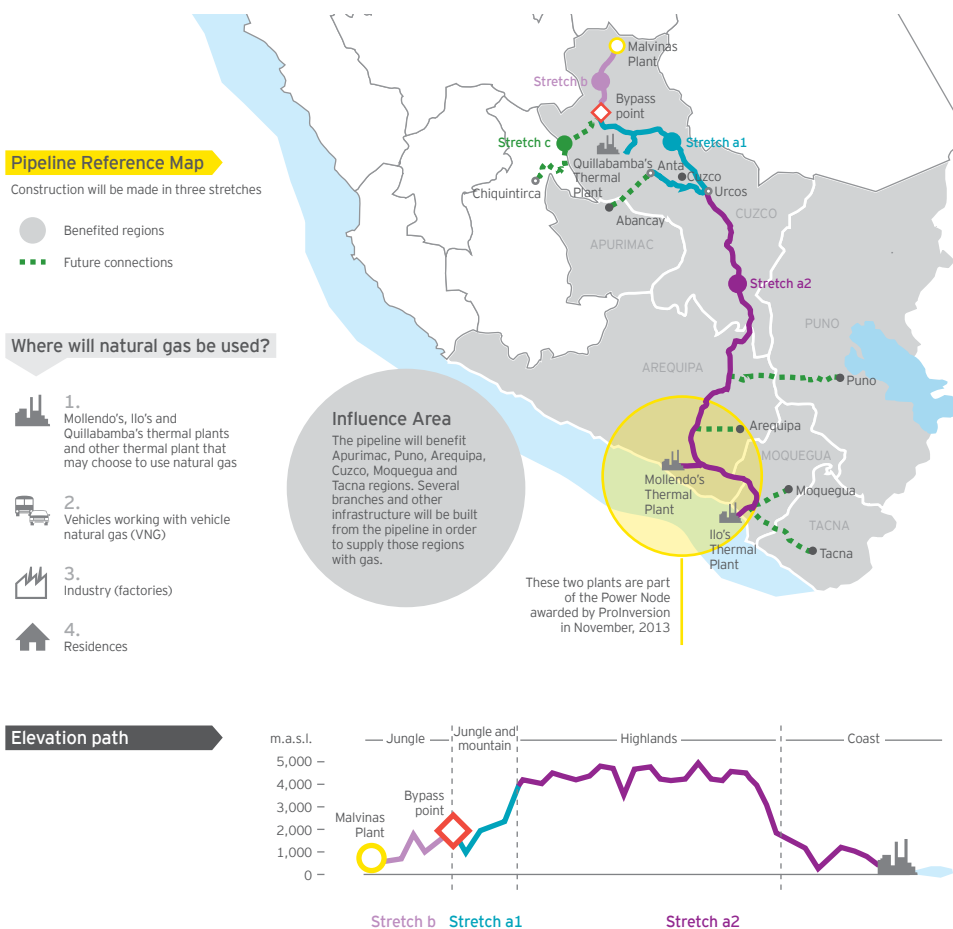 Malvinas
Plant
Stretch b
Bypass
point
Stretch c
Stretch a1
Quillabamba's
Thermal
Plant
Anta
Cuzco
Urcos
Chiquintirca
Abancay
CUZCO
APURIMAC
Stretch a2
PUNO
AREQUIPA
Puno
Arequipa
MOQUEGUA
Mollendo's
Thermal
Plant
Moquegua
TACNA
Ilo's
Thermal
Plant
Tacna
These two plants are part
of the Power Node
awarded by ProInversion
in November, 2013
Pipeline Reference Map
Construction will be made in three stretches
Benefited regions
Future connections
Where will natural gas be used?
1.
Mollendo's, Ilo's and
Quillabamba's thermal plants
and other thermal plant that
may choose to use natural gas
2.
Vehicles working with vehicle
natural gas (VNG)
3.
Industry (factories)
4.
Residences
Influence Area
The pipeline will benefit
Apurimac, Puno, Arequipa,
Cuzco, Moquegua and
Tacna regions. Several
branches and other
infrastructure will be built
from the pipeline in order
to supply those regions
with gas.
Elevation path
m.a.s.l.
Jungle
Jungle and
mountain
Highlands
Coast
5,000
4,000
3,000
2,000
1,000
0
Malvinas
Plant
Bypass
point
Stretch b
Stretch a1
Stretch a2